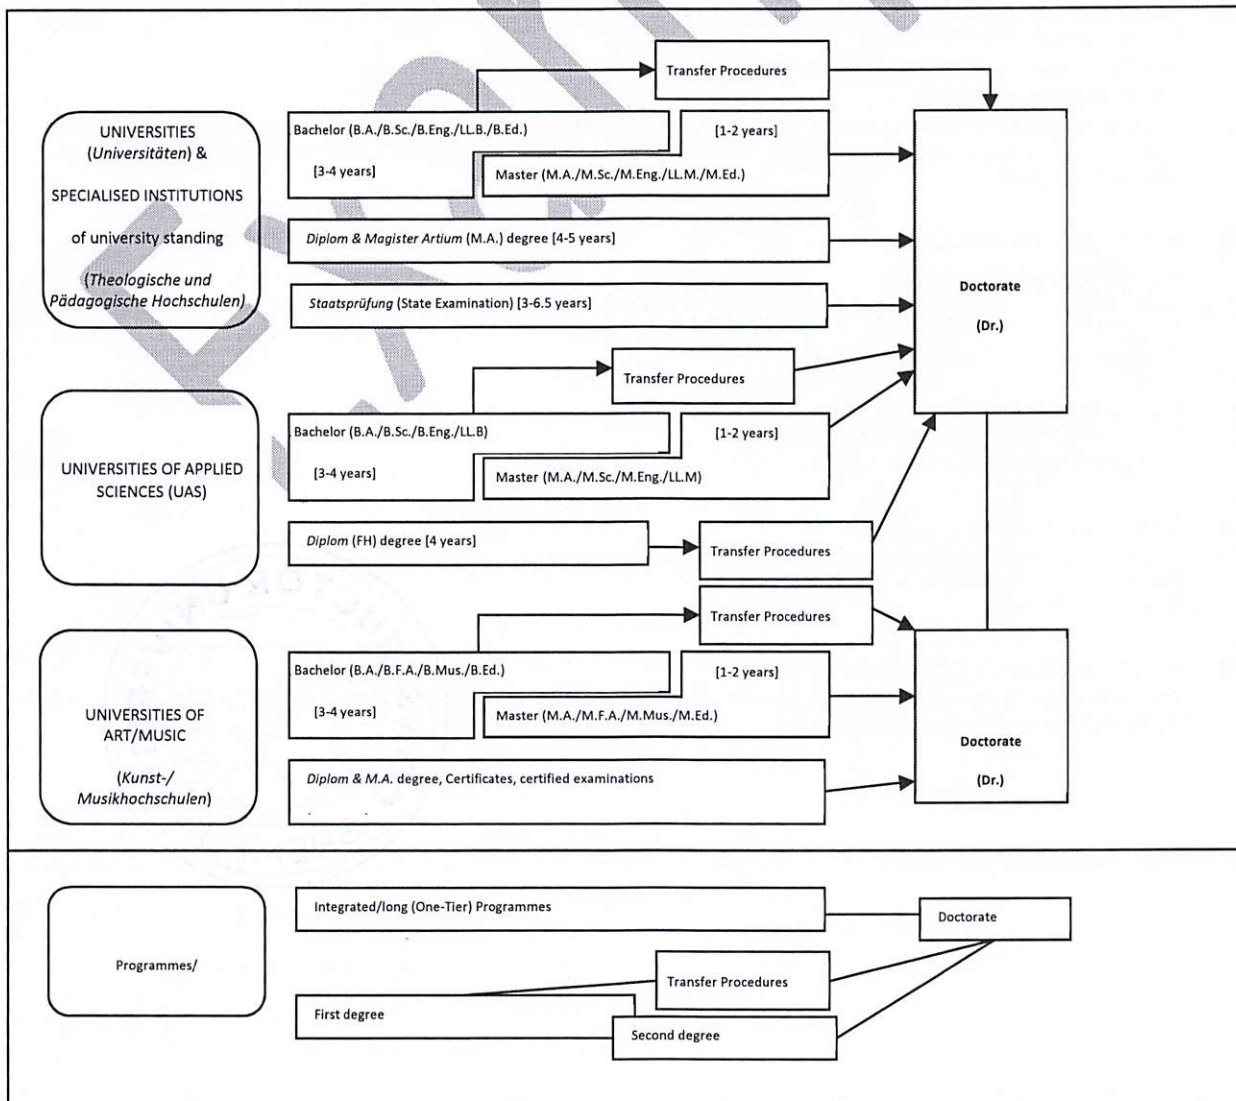 Transfer Procedures
UNIVERSITIES
(Universitäten) &
SPECIALISED INSTITUTIONS
of university standing
(Theologische und
Pädagogische Hochschulen)
Bachelor (B.A./B.Sc./B.Eng./LL.B./B.Ed.)
[1-2 years]
[3-4 years]
Master (M.A./M.Sc./M.Eng./LL.M./M.Ed.)
Diplom & Magister Artium (M.A.) degree [4-5 years]
Staatsprüfung (State Examination) [3-6.5 years]
Doctorate
(Dr.)
Transfer Procedures
UNIVERSITIES OF APPLIED
SCIENCES (UAS)
Bachelor (B.A./B.Sc./B.Eng./LL.B)
[1-2 years]
[3-4 years]
Master (M.A./M.Sc./M.Eng./LL.M)
Diplom (FH) degree [4 years]
Transfer Procedures
Transfer Procedures
UNIVERSITIES OF
ART/MUSIC
(Kunst-/
Musikhochschulen)
Bachelor (B.A./B.F.A./B.Mus./B.Ed.)
[1-2 years]
[3-4 years]
Master (M.A./M.F.A./M.Mus./M.Ed.)
Diplom & M.A. degree, Certificates, certified examinations
Doctorate
(Dr.)
Programmes/
Integrated/long (One-Tier) Programmes
Doctorate
Transfer Procedures
First degree
Second degree